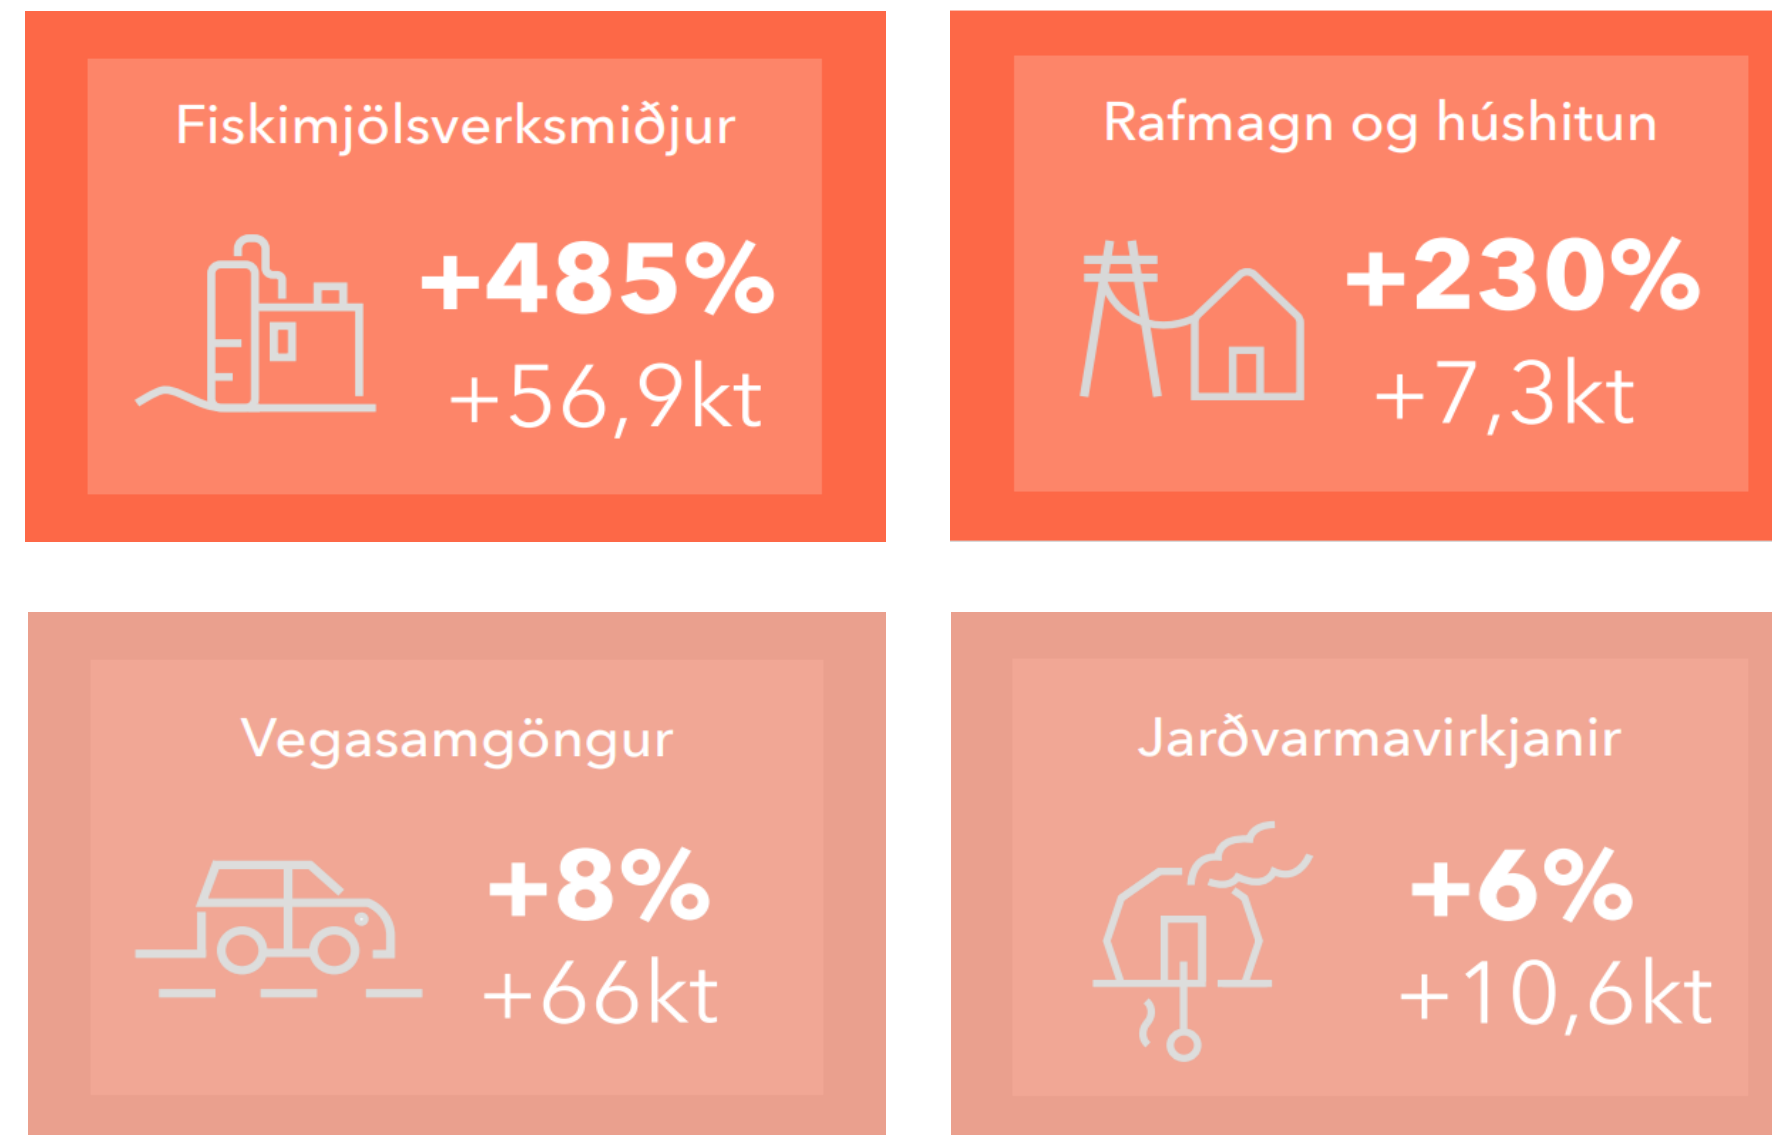 Fiskimjölsverksmiðjur
+485%
+56,9kt
Rafmagn og húshitun
+230%
+7,3kt
Vegasamgöngur
+8%
+66kt
Jarðvarmavirkjanir
+6%
+10,6kt